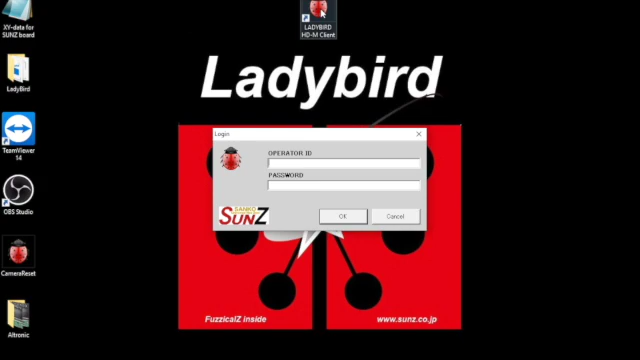 XY-data for
SUNZ board
LadyBird
TeamViewer
14
OBS Studio
CameraReset
Altronic
LADYBIRD
HD-M Client
Ladybird
Login
OPERATOR ID
PASSWORD
SANKO
SUNZ
OK
Cancel
FuzzicalZ inside
www.sunz.co.jp